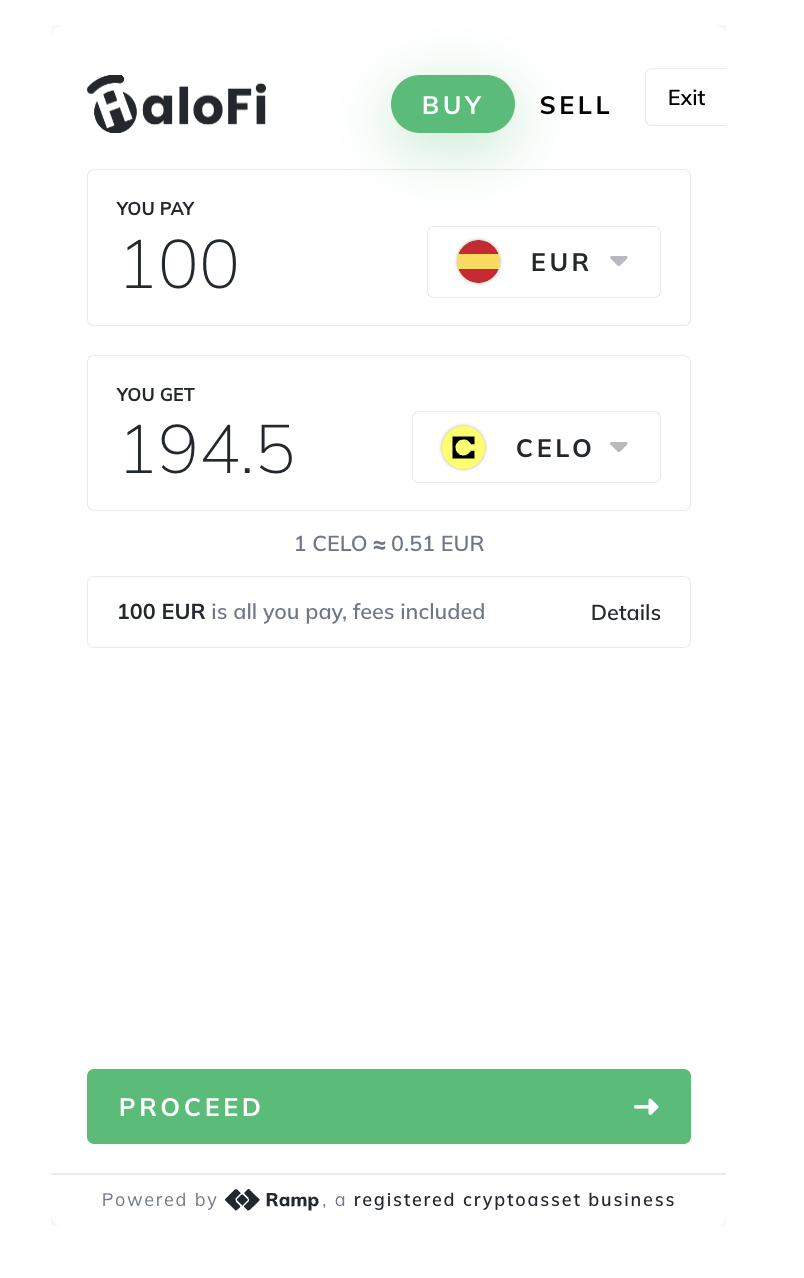 HaloFi
BUY SELL Exit
YOU PAY
100 EUR
YOU GET
194.5 CELO
1 CELO ≈ 0.51 EUR
100 EUR is all you pay, fees included Details
PROCEED
Powered by Ramp, a registered cryptoasset business